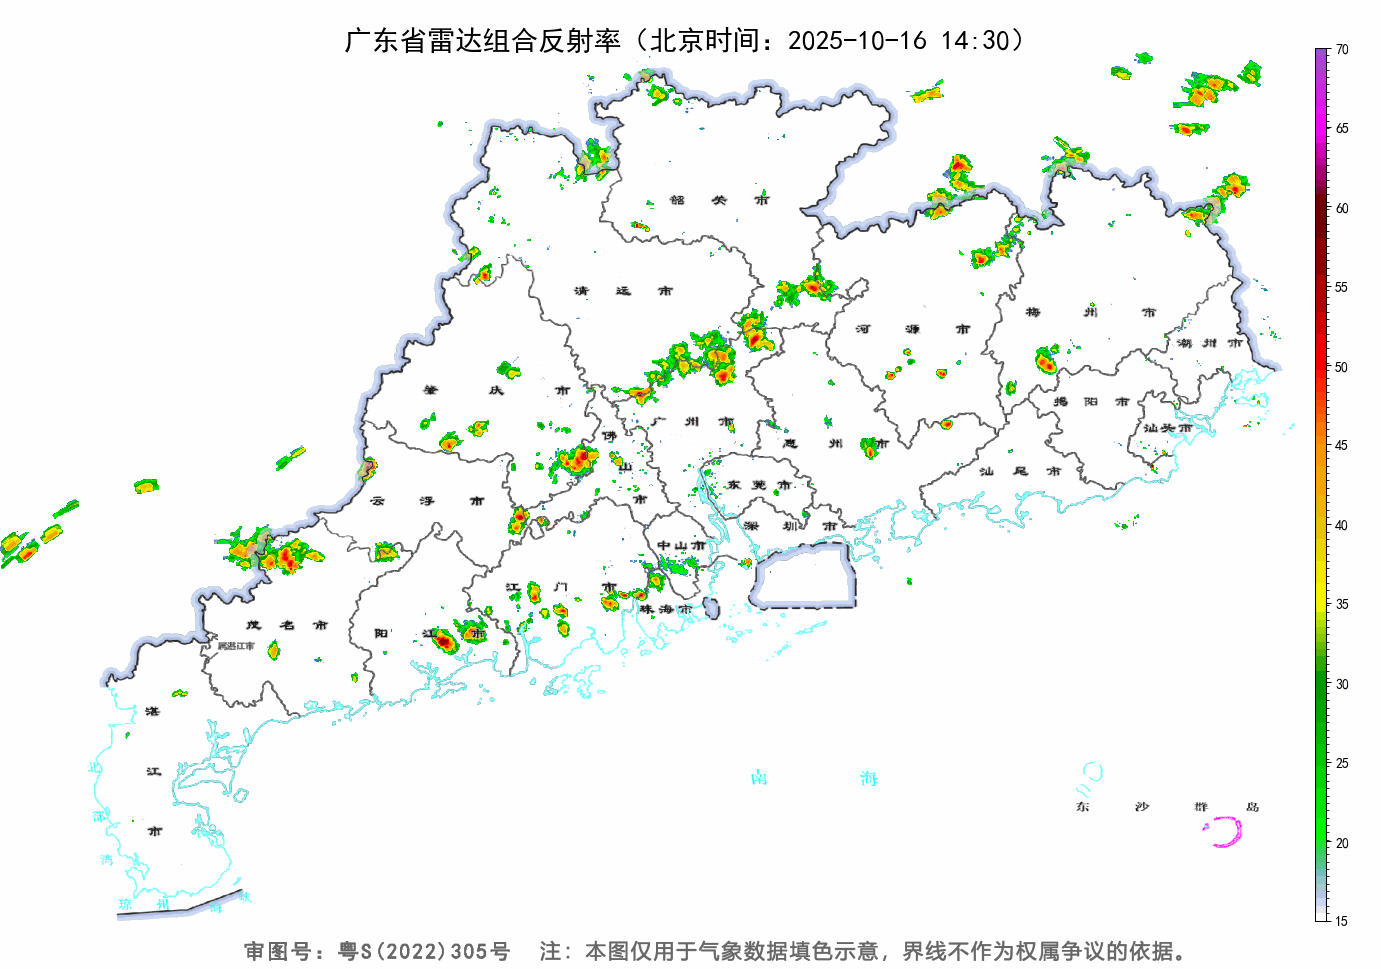 广东省雷达组合反射率（北京时间：2025-10-16 14:30）
70
65
60
55
50
45
40
35
30
25
20
15
韶关市
清远市
河源市
梅州市
潮州市
肇庆市
广州市
惠州市
揭阳市
汕头市
佛山市
云浮市
东莞市
汕尾市
深圳市
中山市
江门市
珠海市
茂名市
阳江市
属湛江市
湛江市
北部湾
南海
东沙群岛
琼州海峡
审图号：粤S(2022)305号 注：本图仅用于气象数据填色示意，界线不作为权属争议的依据。